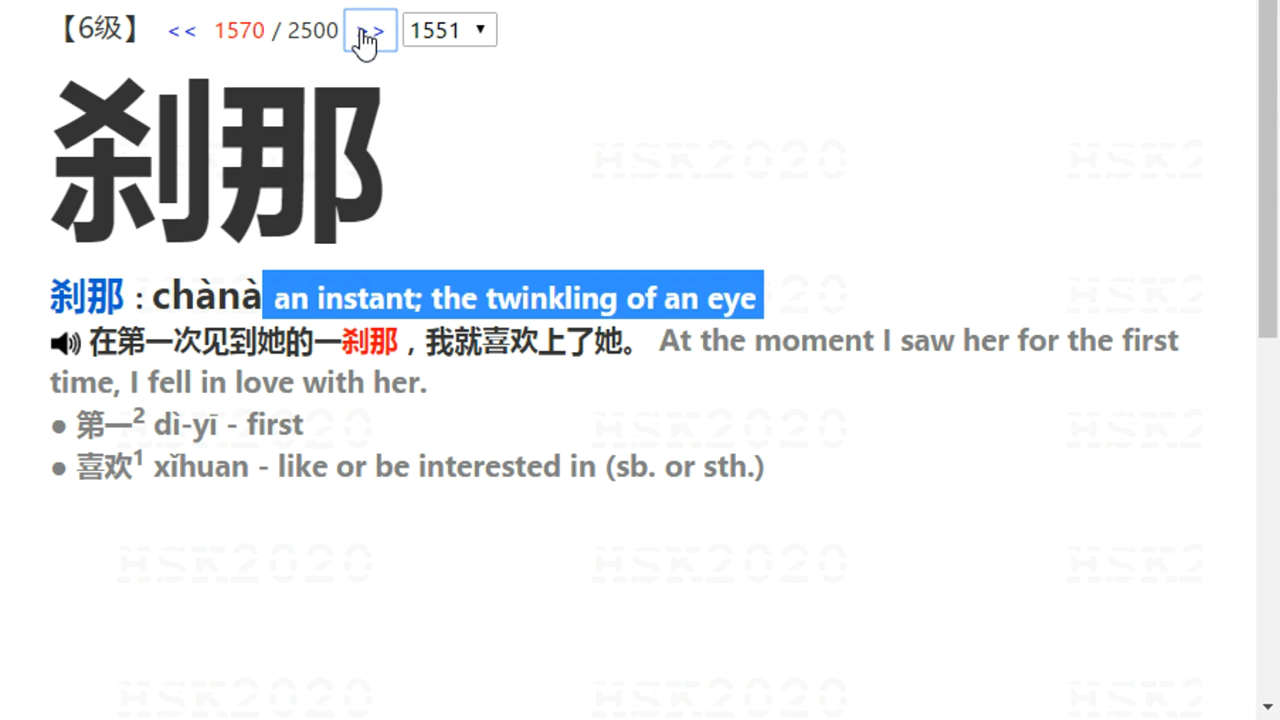 【6级】 << 1570 / 2500 >> 1551
刹那
刹那 : chànà an instant; the twinkling of an eye
在第一次见到她的一刹那，我就喜欢上了她。 At the moment I saw her for the first
time, I fell in love with her.
● 第一² dì-yī - first
● 喜欢¹ xǐhuan - like or be interested in (sb. or sth.)
HSK2020